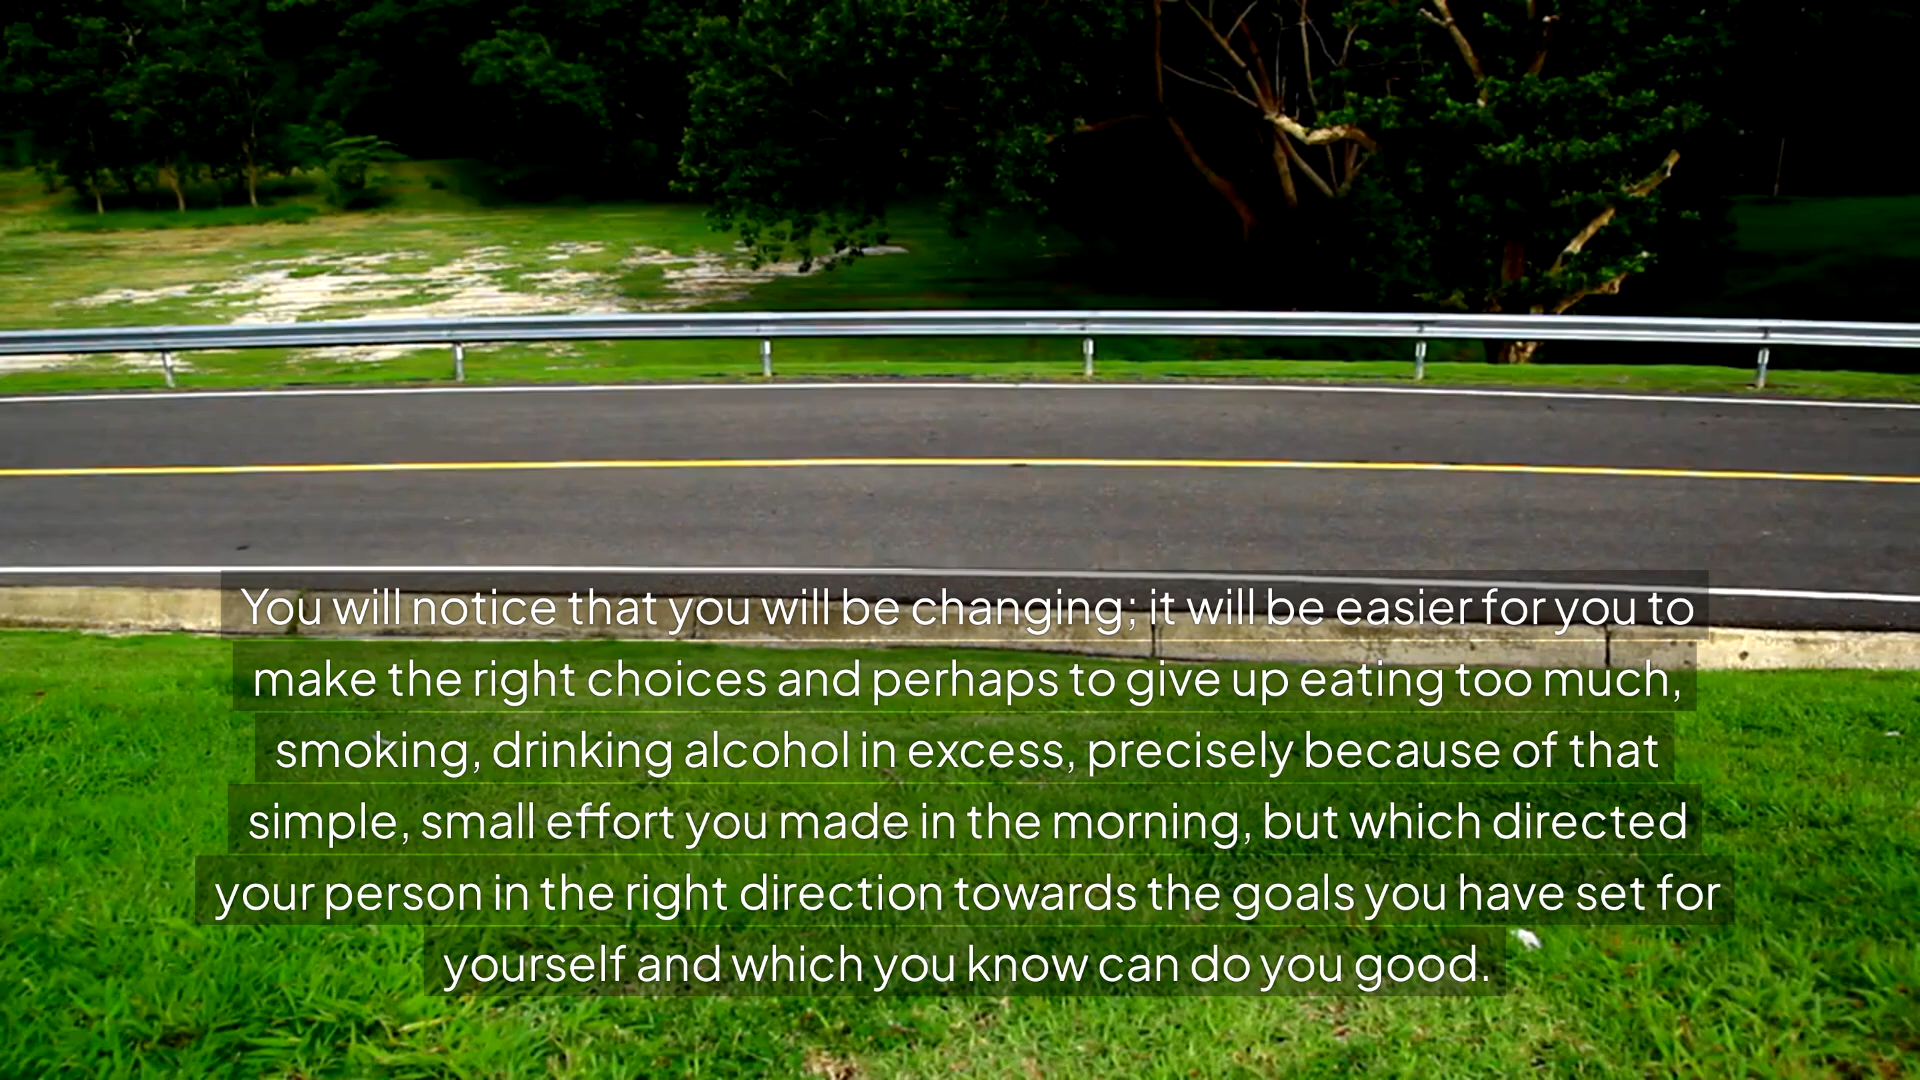 You will notice that you will be changing; it will be easier for you to
make the right choices and perhaps to give up eating too much,
smoking, drinking alcohol in excess, precisely because of that
simple, small effort you made in the morning, but which directed
your person in the right direction towards the goals you have set for
yourself and which you know can do you good.